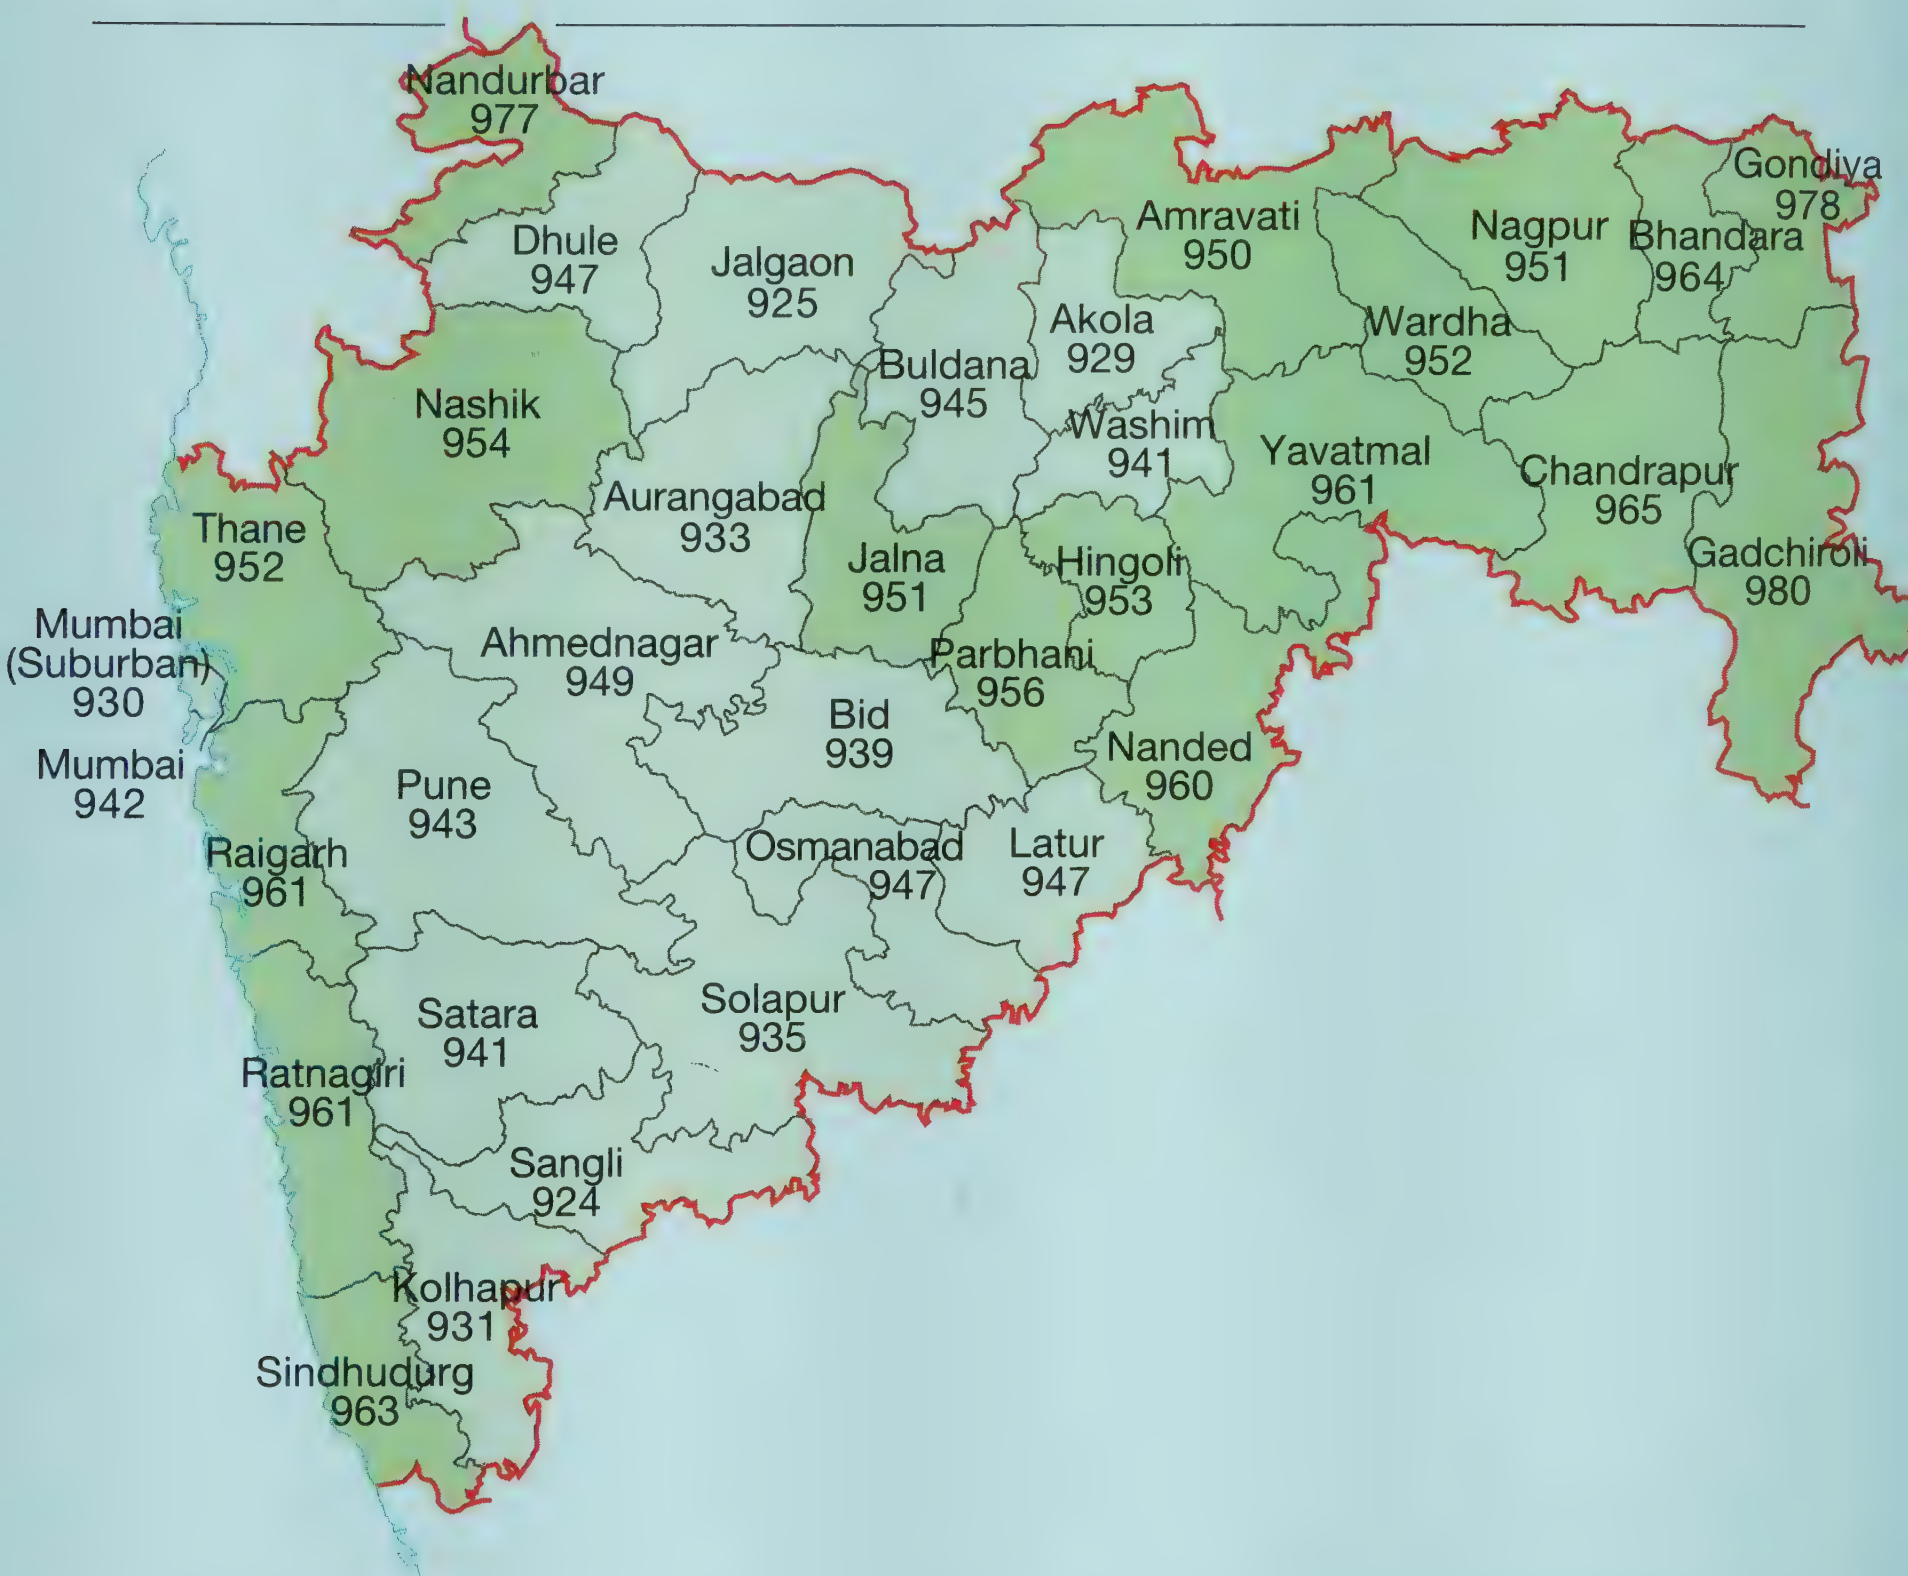 Nandurbar
977
Gondiya
978
Dhule
947
Jalgaon
925
Amravati
950
Nagpur
951
Bhandara
964
Akola
929
Wardha
952
Buldana
945
Nashik
954
Washim
941
Yavatmal
961
Chandrapur
965
Aurangabad
933
Thane
952
Jalna
951
Hingoli
953
Gadchiroli
980
Mumbai
(Suburban)
930
Ahmednagar
949
Parbhani
956
Bid
939
Nanded
960
Mumbai
942
Pune
943
Raigarh
961
Osmanabad
947
Latur
947
Satara
941
Solapur
935
Ratnagiri
961
Sangli
924
Kolhapur
931
Sindhudurg
963